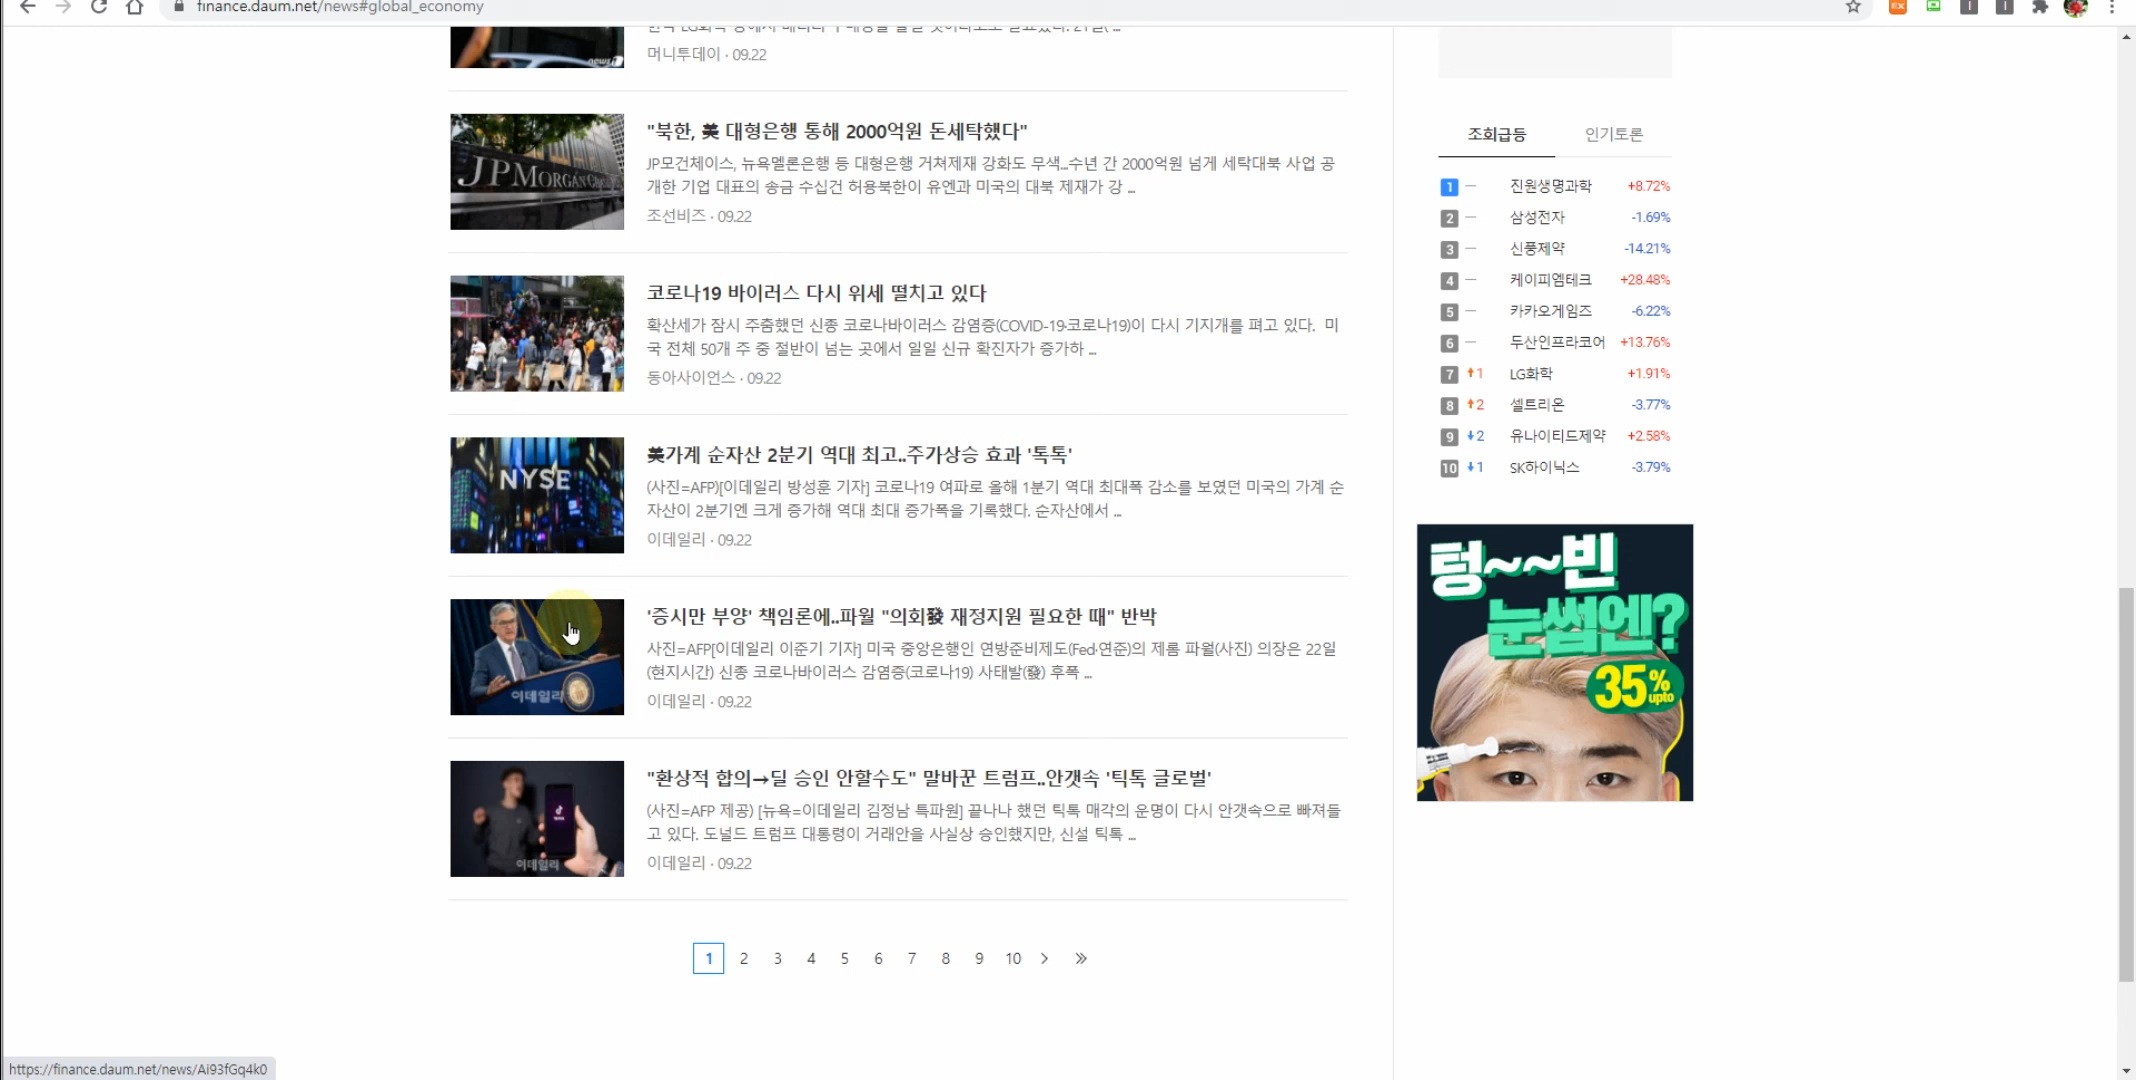 finance.daum.net/news#global_economy
news1
머니투데이 · 09.22
JPMORGAN CHASE
"북한, 美 대형은행 통해 2000억원 돈세탁했다"
JP모건체이스, 뉴욕멜론은행 등 대형은행 거쳐제재 강화도 무색...수년 간 2000억원 넘게 세탁대북 사업 공
개한 기업 대표의 송금 수십건 허용북한이 유엔과 미국의 대북 제재가 강 ...
조선비즈 · 09.22
코로나19 바이러스 다시 위세 떨치고 있다
확산세가 잠시 주춤했던 신종 코로나바이러스 감염증(COVID-19·코로나19)이 다시 기지개를 펴고 있다. 미
국 전체 50개 주 중 절반이 넘는 곳에서 일일 신규 확진자가 증가하 ...
동아사이언스 · 09.22
NYSE
美가계 순자산 2분기 역대 최고..주가상승 효과 '톡톡'
(사진=AFP)[이데일리 방성훈 기자] 코로나19 여파로 올해 1분기 역대 최대폭 감소를 보였던 미국의 가계 순
자산이 2분기엔 크게 증가해 역대 최대 증가폭을 기록했다. 순자산에서 ...
이데일리 · 09.22
이데일리
'증시만 부양' 책임론에..파월 "의회發 재정지원 필요한 때" 반박
사진=AFP[이데일리 이준기 기자] 미국 중앙은행인 연방준비제도(Fed·연준)의 제롬 파월(사진) 의장은 22일
(현지시간) 신종 코로나바이러스 감염증(코로나19) 사태발(發) 후폭 ...
이데일리 · 09.22
이데일리
"환상적 합의→딜 승인 안할수도" 말바꾼 트럼프..안갯속 '틱톡 글로벌'
(사진=AFP 제공) [뉴욕=이데일리 김정남 특파원] 끝나나 했던 틱톡 매각의 운명이 다시 안갯속으로 빠져들
고 있다. 도널드 트럼프 대통령이 거래안을 사실상 승인했지만, 신설 틱톡 ...
이데일리 · 09.22
1 2 3 4 5 6 7 8 9 10 > »
조회급등 인기토론
1 – 진원생명과학 +8.72%
2 – 삼성전자 -1.69%
3 – 신풍제약 -14.21%
4 – 케이피엠테크 +28.48%
5 – 카카오게임즈 -6.22%
6 – 두산인프라코어 +13.76%
7 ↑1 LG화학 +1.91%
8 ↑2 셀트리온 -3.77%
9 ↓2 유나이티드제약 +2.58%
10 ↓1 SK하이닉스 -3.79%
텅~~빈
눈썹엔?
35%
upto
https://finance.daum.net/news/Ai93fGq4k0